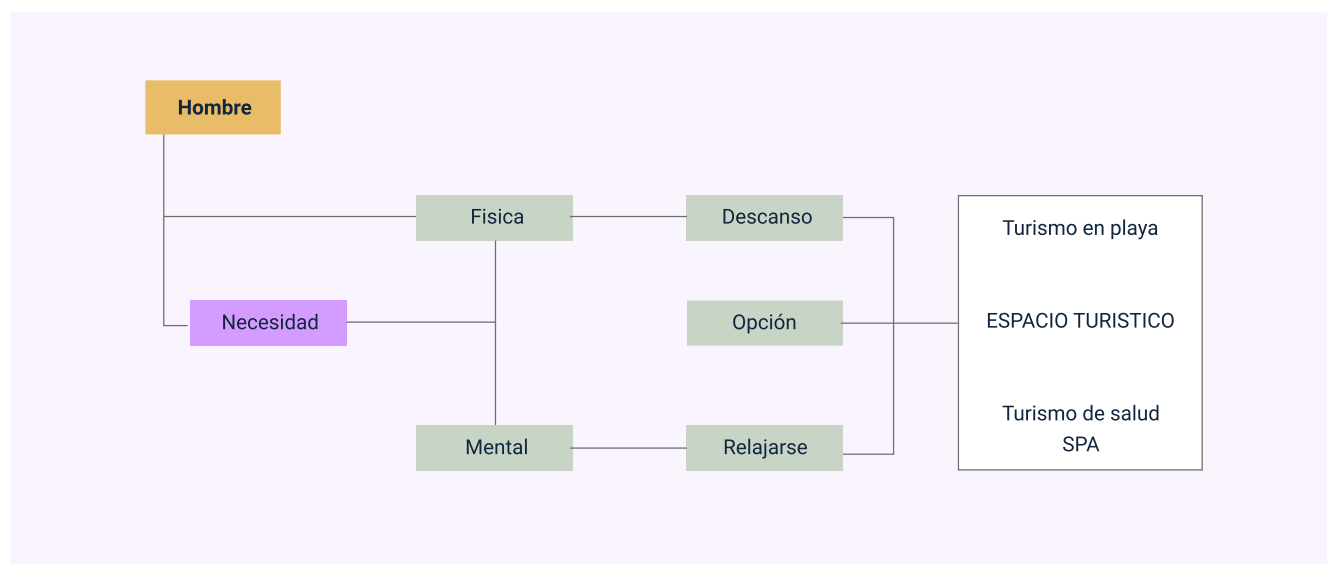 Hombre
Fisica
Descanso
Necesidad
Opción
Mental
Relajarse
Turismo en playa
ESPACIO TURISTICO
Turismo de salud
SPA